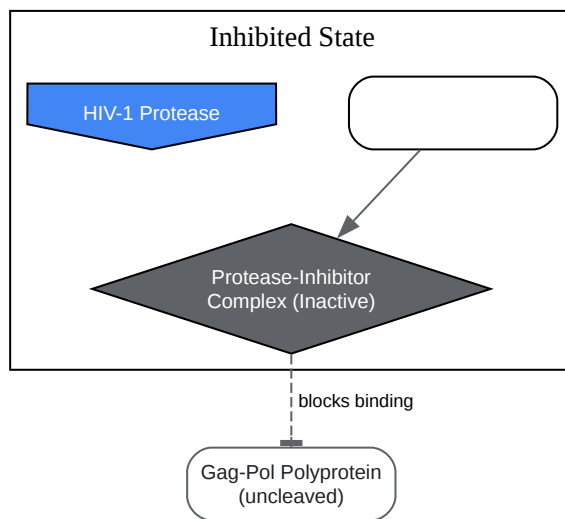 Inhibited State
HIV-1 Protease
Protease-Inhibitor
Complex (Inactive)
blocks binding
Gag-Pol Polyprotein
(uncleaved)